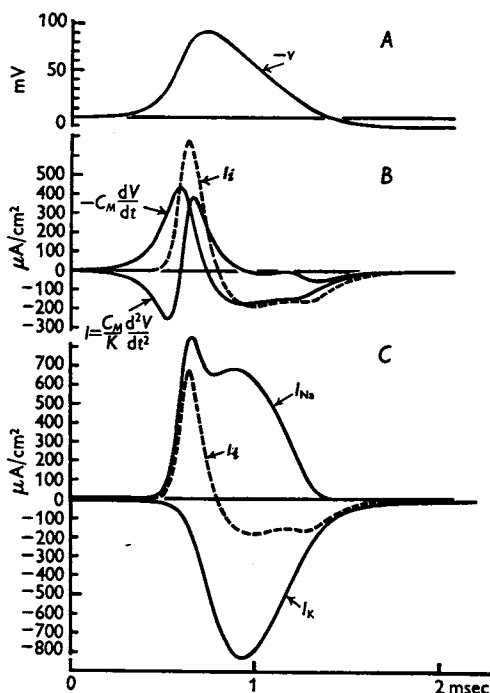 100
50
0
mV
A
−v
500
400
300
200
100
0
−100
−200
−300
μA/cm²
B
−C_M dV/dt
I_i
I=C_M/K d²V/dt²
700
600
500
400
300
200
100
0
−100
−200
−300
−400
−500
−600
−700
−800
μA/cm²
C
I_Na
I_i
I_K
0
1
2 msec